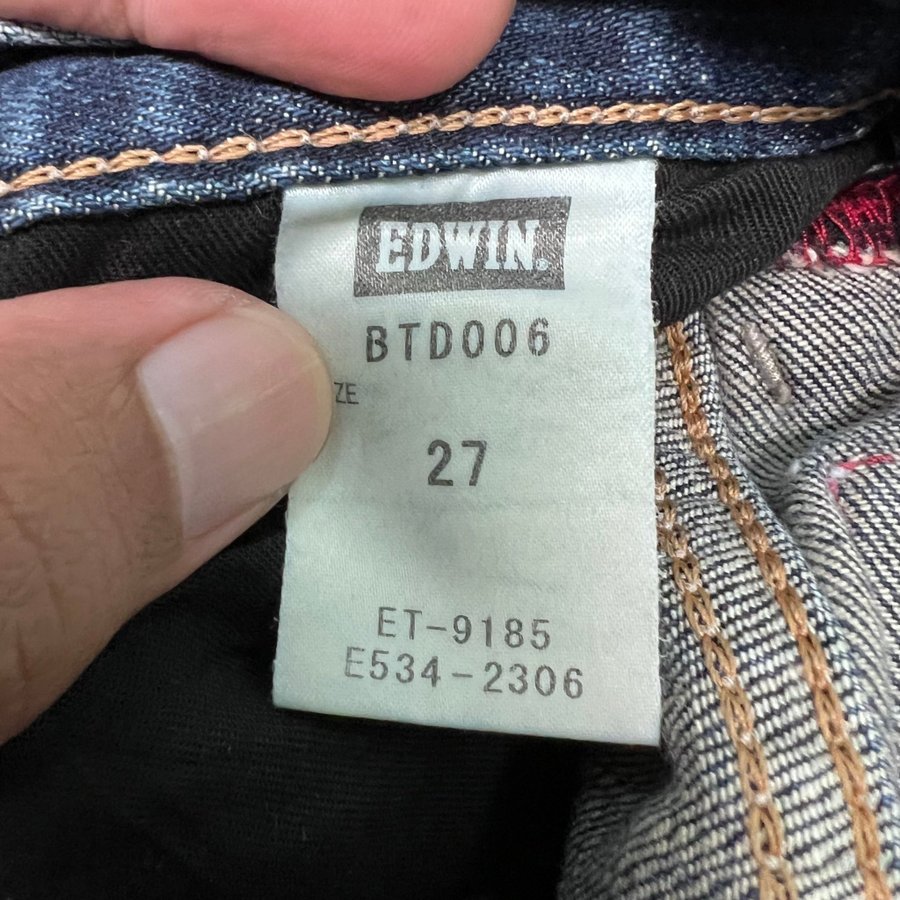 EDWIN.
BTD006
ZE
27
ET-9185
E534-2306